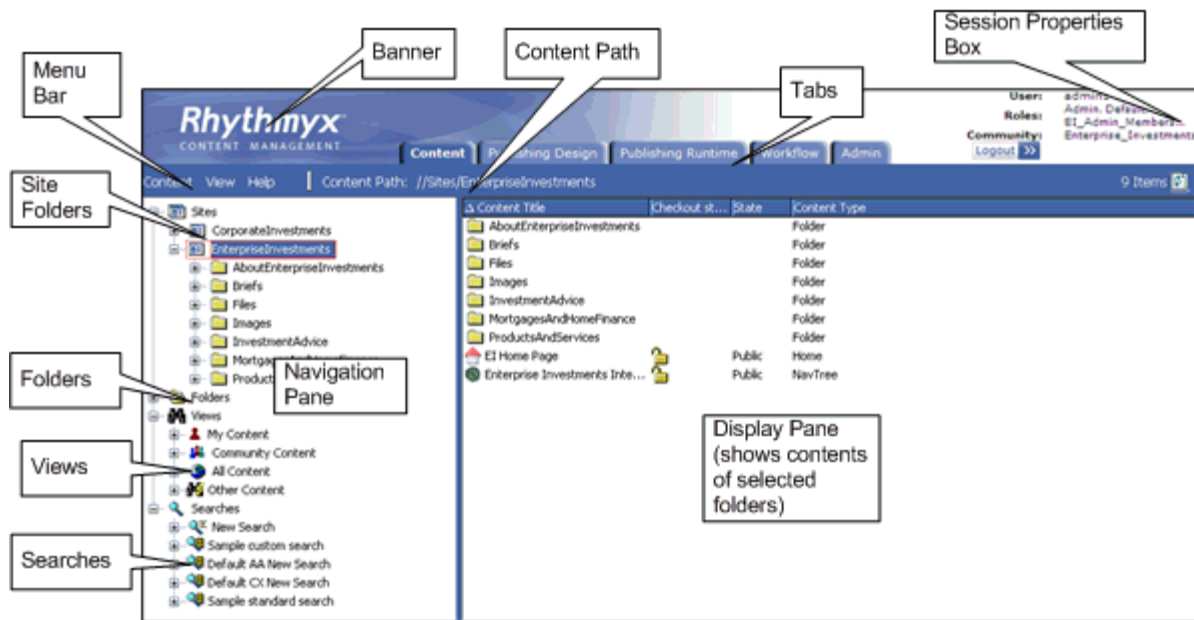 Session Properties
Box
Banner
Content Path
Menu
Bar
Tabs
User: admin1
Roles: Admin, Default
EI_Admin_Members...
Community: Enterprise_Investments
Logout
Rhythmyx
CONTENT MANAGEMENT
Content Publishing Design Publishing Runtime Workflow Admin
Content View Help Content Path: //Sites/EnterpriseInvestments 9 Items
Site
Folders
Sites
CorporateInvestments
EnterpriseInvestments
AboutEnterpriseInvestments
Briefs
Files
Images
InvestmentAdvice
Folders
Folders
Navigation
Pane
Views
Views
My Content
Community Content
All Content
Other Content
Searches
Searches
New Search
Sample custom search
Default AA New Search
Default CX New Search
Sample standard search
Content Title Checkout st... State Content Type
AboutEnterpriseInvestments Folder
Briefs Folder
Files Folder
Images Folder
InvestmentAdvice Folder
MortgagesAndHomeFinance Folder
ProductsAndServices Folder
EI Home Page Public Home
Enterprise Investments Inte... Public NavTree
Display Pane
(shows contents
of selected
folders)